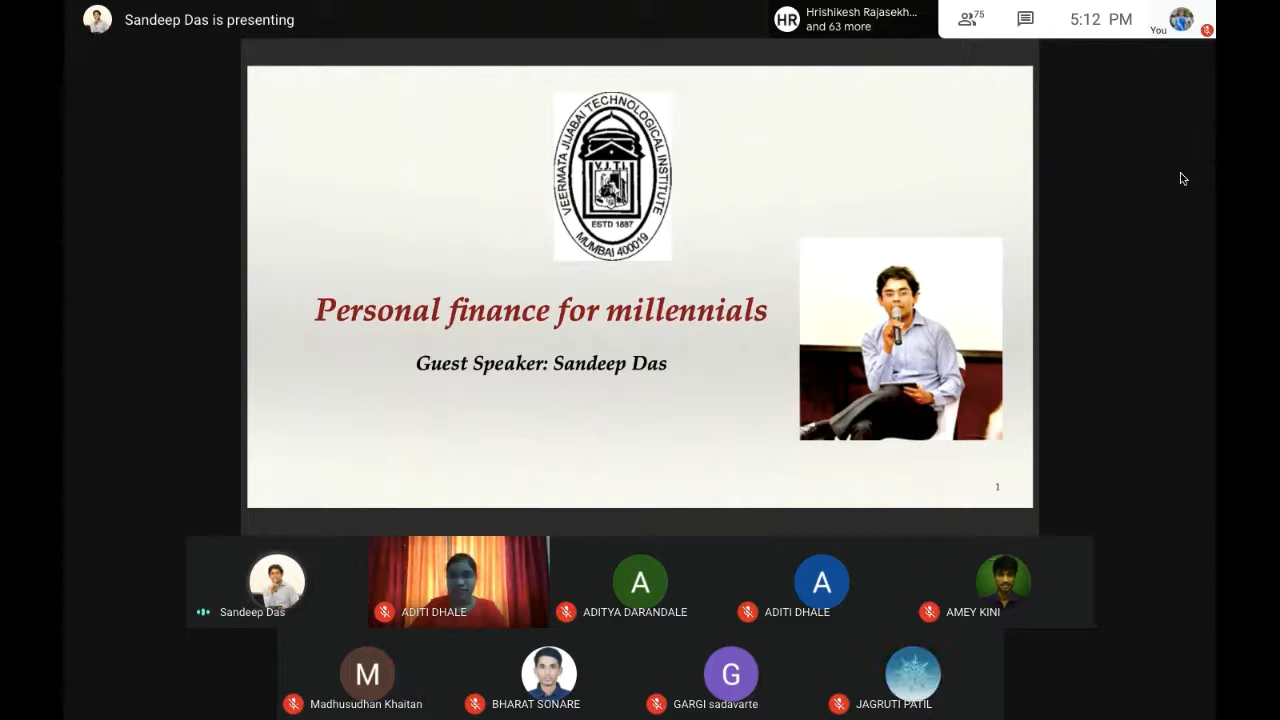 Sandeep Das is presenting
HR
Hrishikesh Rajasekh...
and 63 more
75
5:12 PM
You
VEERMATA JIJABAI TECHNOLOGICAL INSTITUTE
V.J.T.I.
ESTD 1887
MUMBAI 400019
Personal finance for millennials
Guest Speaker: Sandeep Das
1
Sandeep Das
ADITI DHALE
A
ADITYA DARANDALE
A
ADITI DHALE
AMEY KINI
M
Madhusudhan Khaitan
BHARAT SONARE
G
GARGI sadavarte
JAGRUTI PATIL